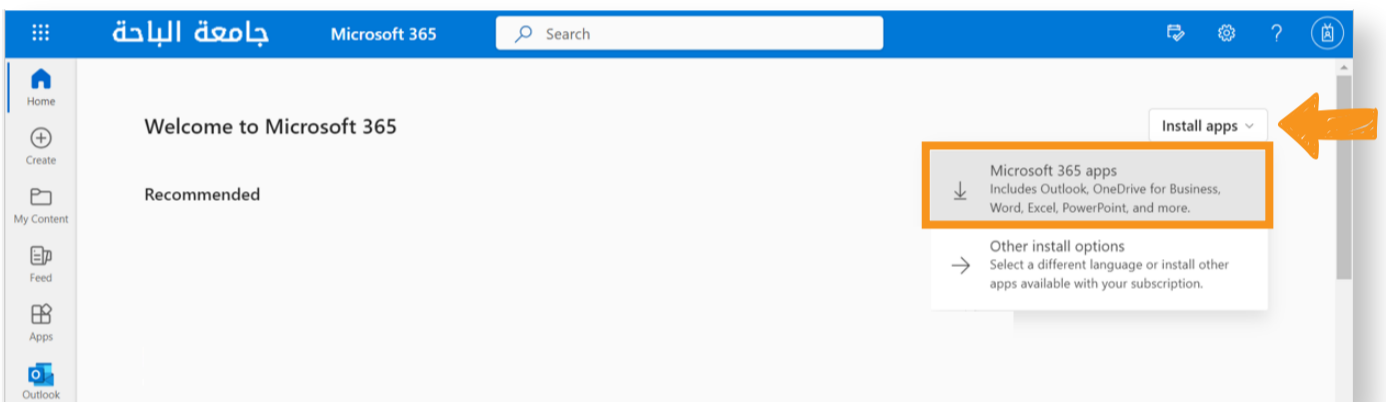 جامعة الباحة
Microsoft 365
Search
Home
Create
My Content
Feed
Apps
Outlook
Welcome to Microsoft 365
Recommended
Install apps
Microsoft 365 apps
Includes Outlook, OneDrive for Business,
Word, Excel, PowerPoint, and more.
Other install options
Select a different language or install other
apps available with your subscription.